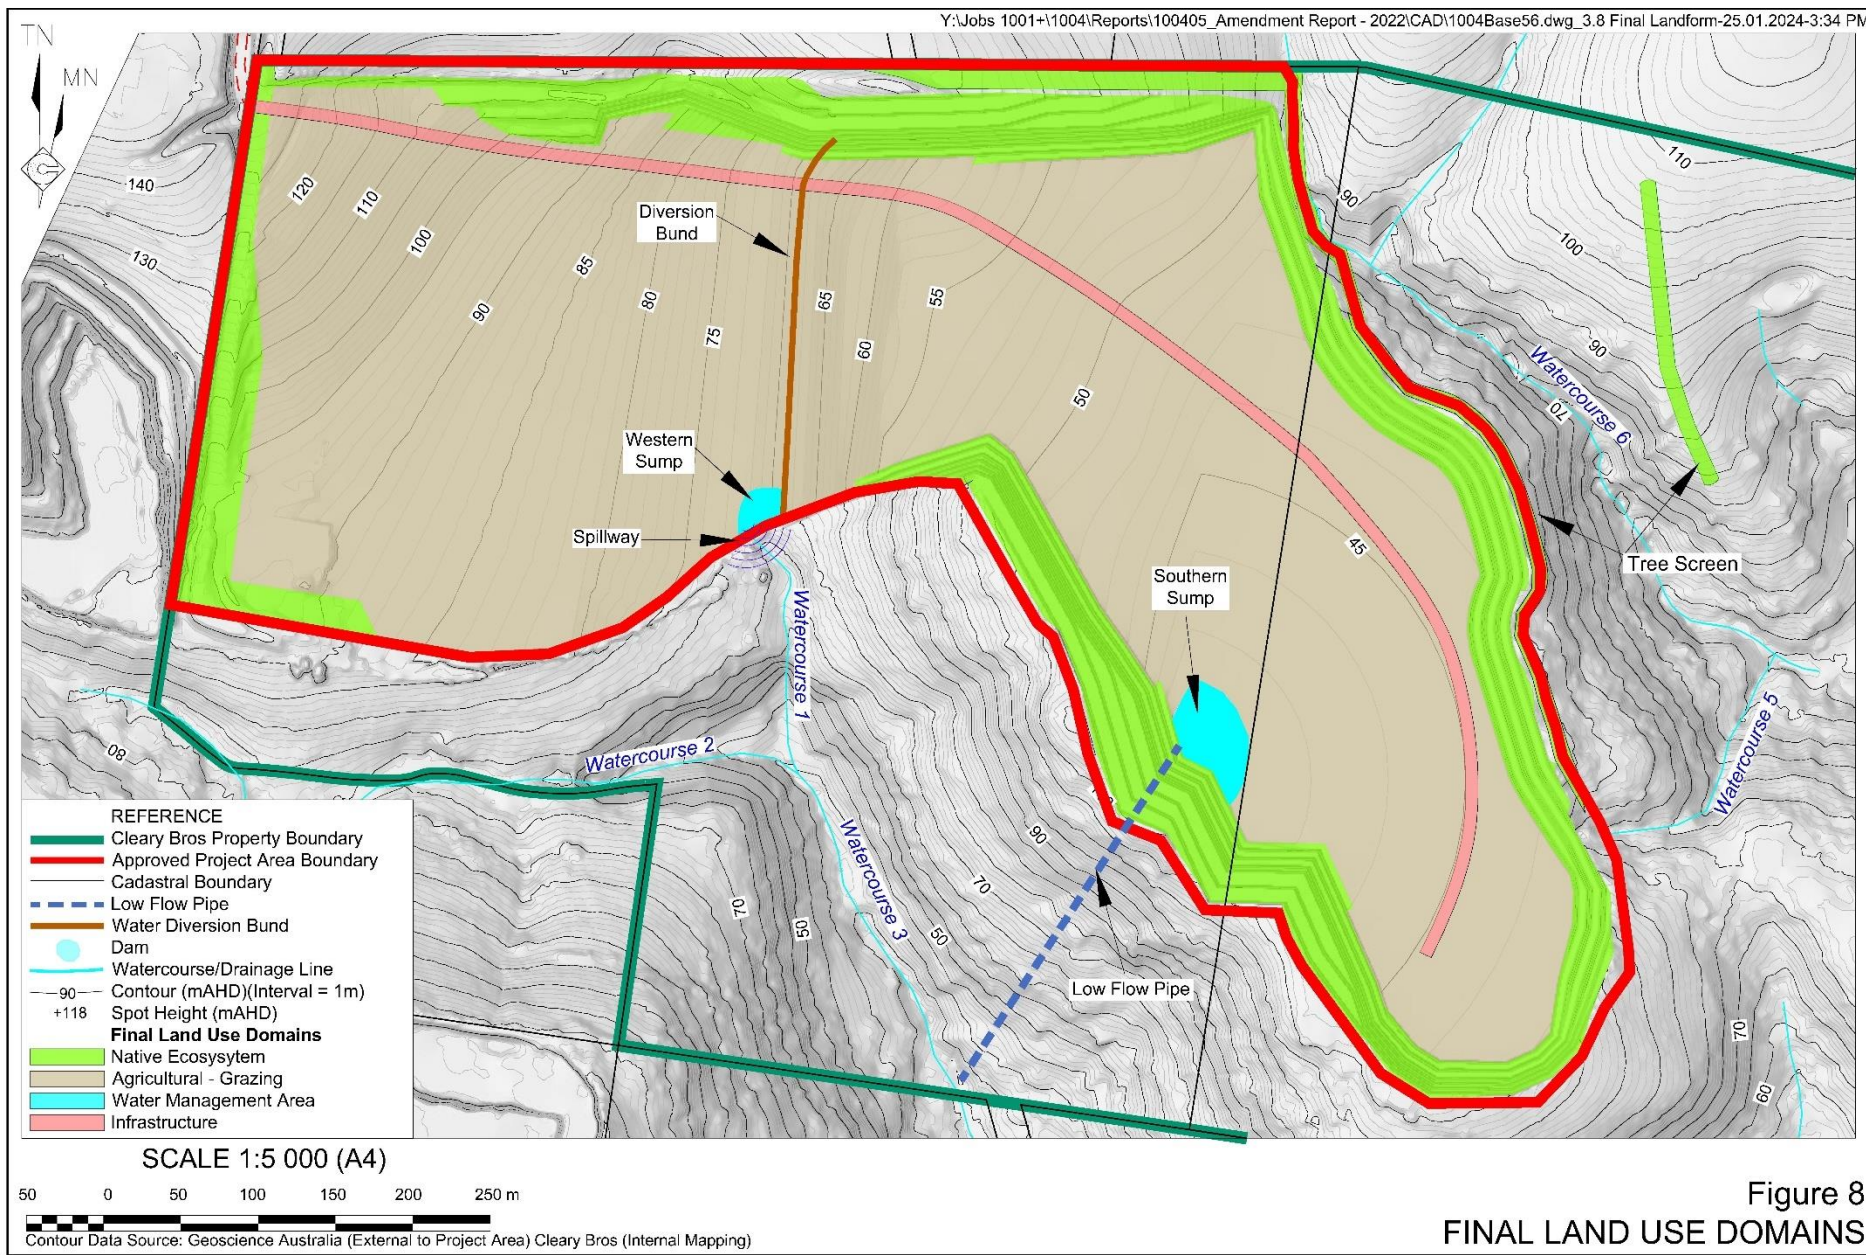 Y:\Jobs 1001+\1004\Reports\100405_Amendment Report - 2022\CAD\1004Base56.dwg_3.8 Final Landform-25.01.2024-3:34 PM
TN
MN
140
130
120
110
100
90
85
80
75
65
60
55
50
45
110
100
90
90
70
Diversion
Bund
Western
Sump
Spillway
Southern
Sump
Tree Screen
Watercourse 6
Watercourse 5
Watercourse 1
Watercourse 2
Watercourse 3
Low Flow Pipe
80
90
70
50
70
50
70
60
REFERENCE
Cleary Bros Property Boundary
Approved Project Area Boundary
Cadastral Boundary
Low Flow Pipe
Water Diversion Bund
Dam
Watercourse/Drainage Line
90 Contour (mAHD)(Interval = 1m)
+118 Spot Height (mAHD)
Final Land Use Domains
Native Ecosysytem
Agricultural - Grazing
Water Management Area
Infrastructure
SCALE 1:5 000 (A4)
50 0 50 100 150 200 250 m
Contour Data Source: Geoscience Australia (External to Project Area) Cleary Bros (Internal Mapping)
Figure 8
FINAL LAND USE DOMAINS